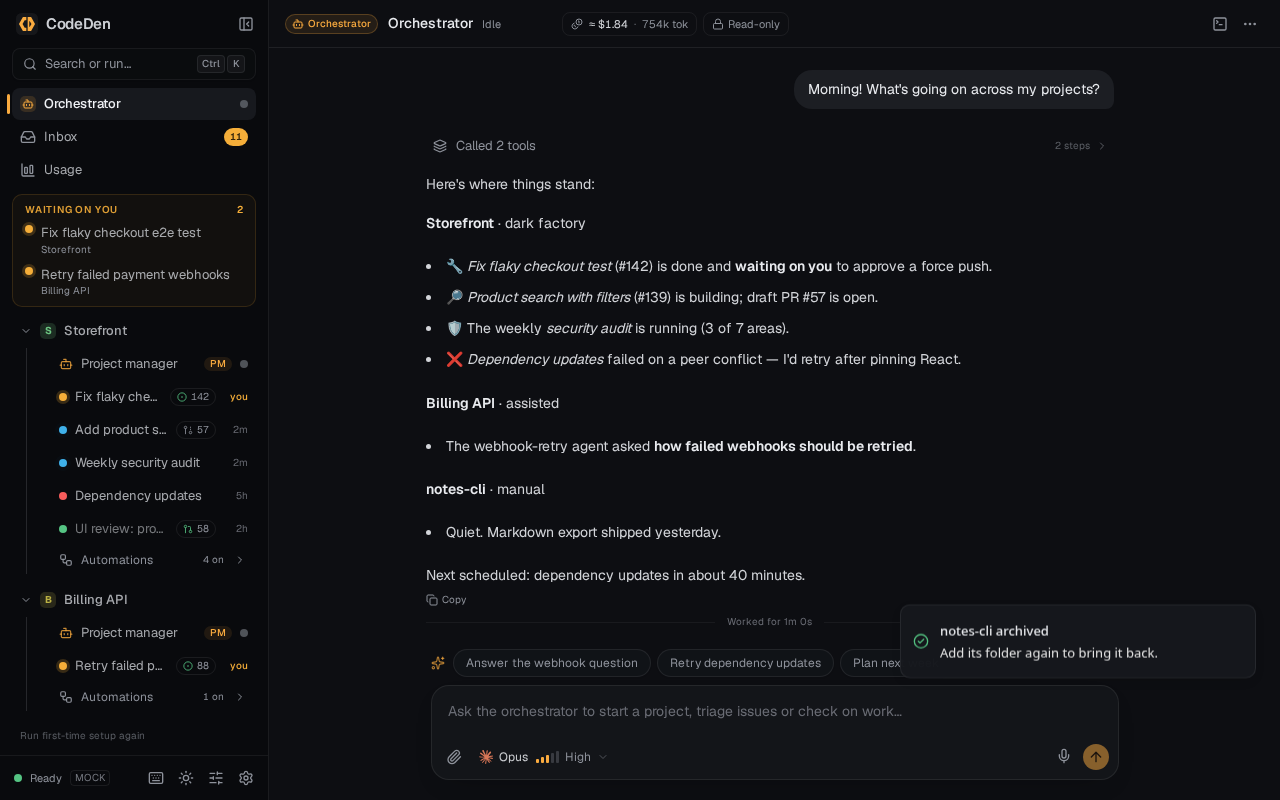 CodeDen
Search or run… Ctrl K
Orchestrator
Inbox 11
Usage
WAITING ON YOU 2
Fix flaky checkout e2e test
Storefront
Retry failed payment webhooks
Billing API
S Storefront
Project manager PM
Fix flaky che… 142 you
Add product s… 57 2m
Weekly security audit 2m
Dependency updates 5h
UI review: pro… 58 2h
Automations 4 on
B Billing API
Project manager PM
Retry failed p… 88 you
Automations 1 on
Run first-time setup again
Ready MOCK
Orchestrator Orchestrator Idle ≈ $1.84 · 754k tok Read-only
Morning! What's going on across my projects?
Called 2 tools 2 steps
Here's where things stand:
Storefront · dark factory
• 🔧 Fix flaky checkout test (#142) is done and waiting on you to approve a force push.
• 🔎 Product search with filters (#139) is building; draft PR #57 is open.
• 🛡️ The weekly security audit is running (3 of 7 areas).
• ❌ Dependency updates failed on a peer conflict — I'd retry after pinning React.
Billing API · assisted
• The webhook-retry agent asked how failed webhooks should be retried.
notes-cli · manual
• Quiet. Markdown export shipped yesterday.
Next scheduled: dependency updates in about 40 minutes.
Copy
Worked for 1m 0s
notes-cli archived
Add its folder again to bring it back.
Answer the webhook question Retry dependency updates Plan
Ask the orchestrator to start a project, triage issues or check on work…
Opus High